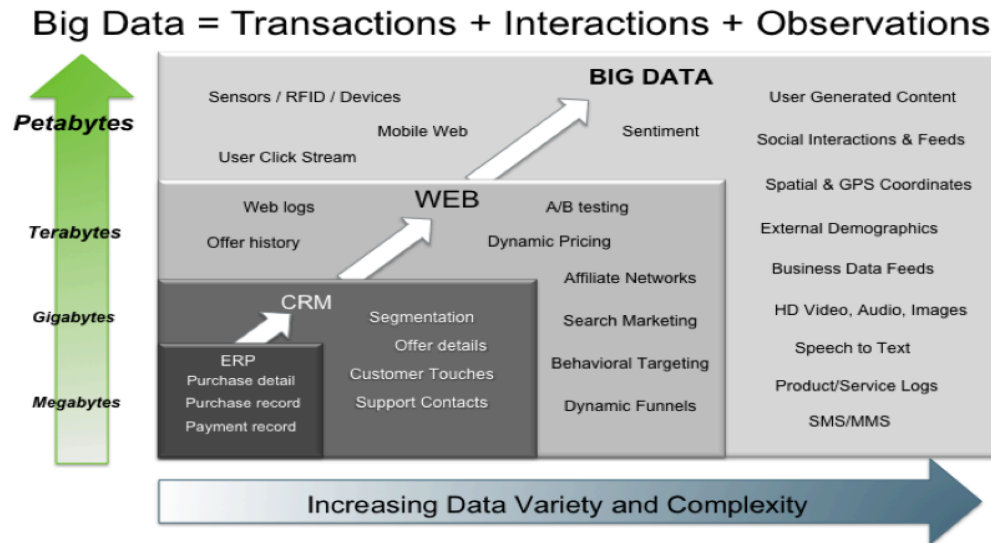 Big Data = Transactions + Interactions + Observations
BIG DATA
Sensors / RFID / Devices
User Generated Content
Petabytes
Mobile Web
Sentiment
Social Interactions & Feeds
User Click Stream
Spatial & GPS Coordinates
WEB
Web logs
A/B testing
Terabytes
External Demographics
Offer history
Dynamic Pricing
Business Data Feeds
Affiliate Networks
CRM
HD Video, Audio, Images
Gigabytes
Segmentation
Search Marketing
Offer details
Speech to Text
ERP
Behavioral Targeting
Purchase detail
Customer Touches
Product/Service Logs
Megabytes
Purchase record
Support Contacts
Dynamic Funnels
SMS/MMS
Payment record
Increasing Data Variety and Complexity